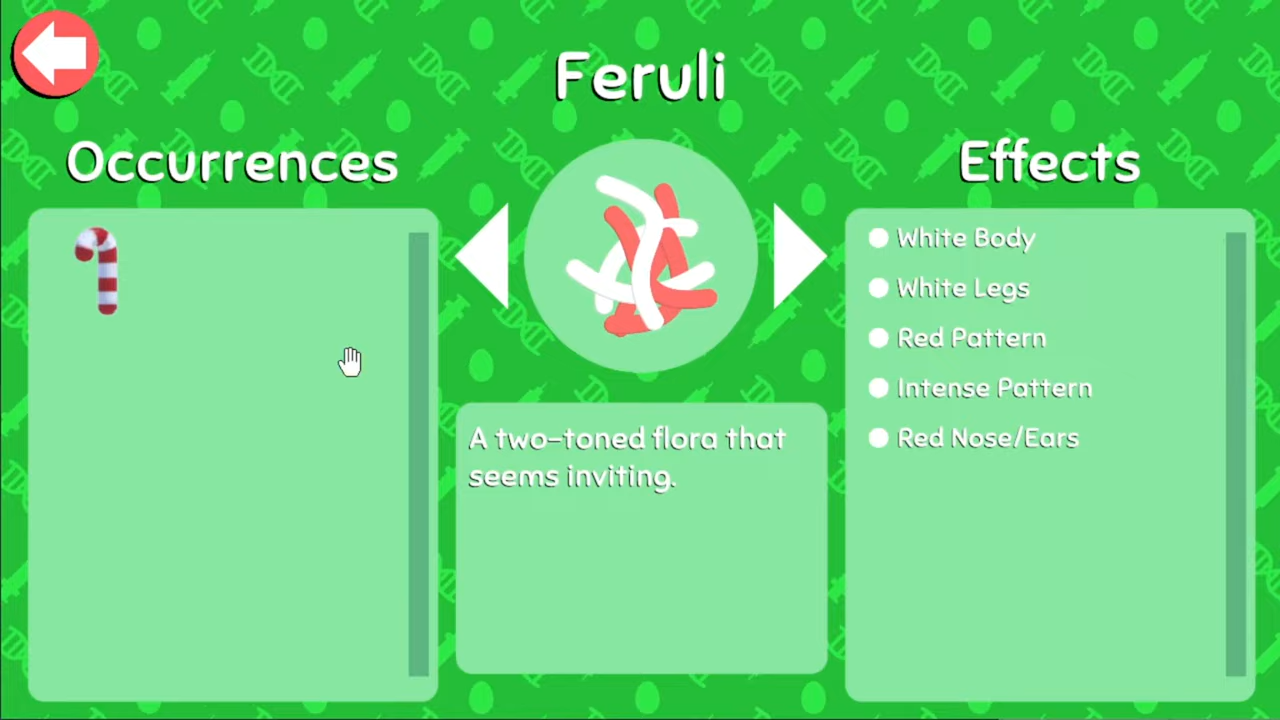 Feruli
Occurrences
Effects
White Body
White Legs
Red Pattern
Intense Pattern
Red Nose/Ears
A two-toned flora that
seems inviting.